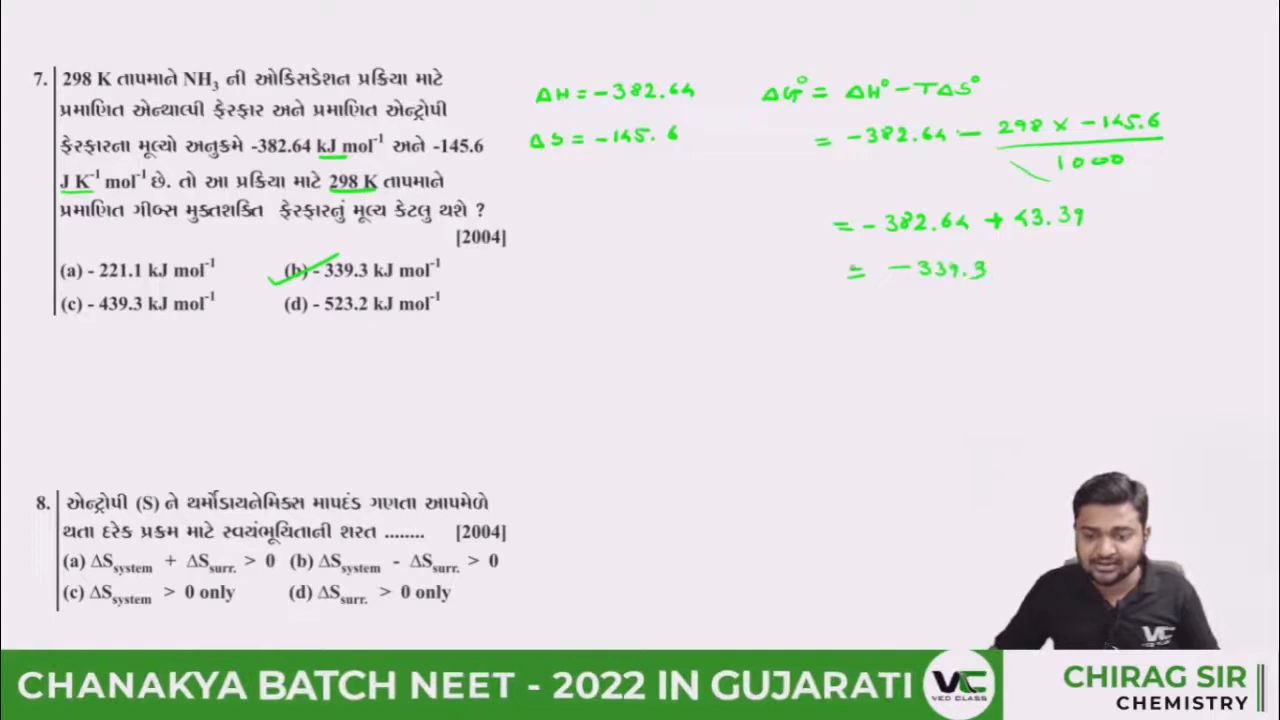 7. 298 K તાપમાને NH₃ ની ઓકિસડેશન પ્રક્રિયા માટે
પ્રમાણિત એન્થાલ્પી ફેરફાર અને પ્રમાણિત એન્ટ્રોપી
ફેરફારના મૂલ્યો અનુક્રમે -382.64 kJ mol⁻¹ અને -145.6
J K⁻¹ mol⁻¹ છે. તો આ પ્રક્રિયા માટે 298 K તાપમાને
પ્રમાણિત ગીબ્સ મુક્તશક્તિ ફેરફારનું મૂલ્ય કેટલુ થશે ?
[2004]
(a) - 221.1 kJ mol⁻¹ (b) - 339.3 kJ mol⁻¹
(c) - 439.3 kJ mol⁻¹ (d) - 523.2 kJ mol⁻¹
ΔH = -382.64
ΔS = -145.6
ΔG° = ΔH° - TΔS°
= -382.64 - 298 × -145.6
1000
= -382.64 + 43.39
= -339.3
8. એન્ટ્રોપી (S) ને થર્મોડાયનેમિક્સ માપદંડ ગણતા આપમેળે
થતા દરેક પ્રક્રમ માટે સ્વયંભૂયિતાની શરત ........ [2004]
(a) ΔSsystem + ΔSsurr. > 0 (b) ΔSsystem - ΔSsurr. > 0
(c) ΔSsystem > 0 only (d) ΔSsurr. > 0 only
VC
CHANAKYA BATCH NEET - 2022 IN GUJARATI
VC
VED CLASS
CHIRAG SIR
CHEMISTRY